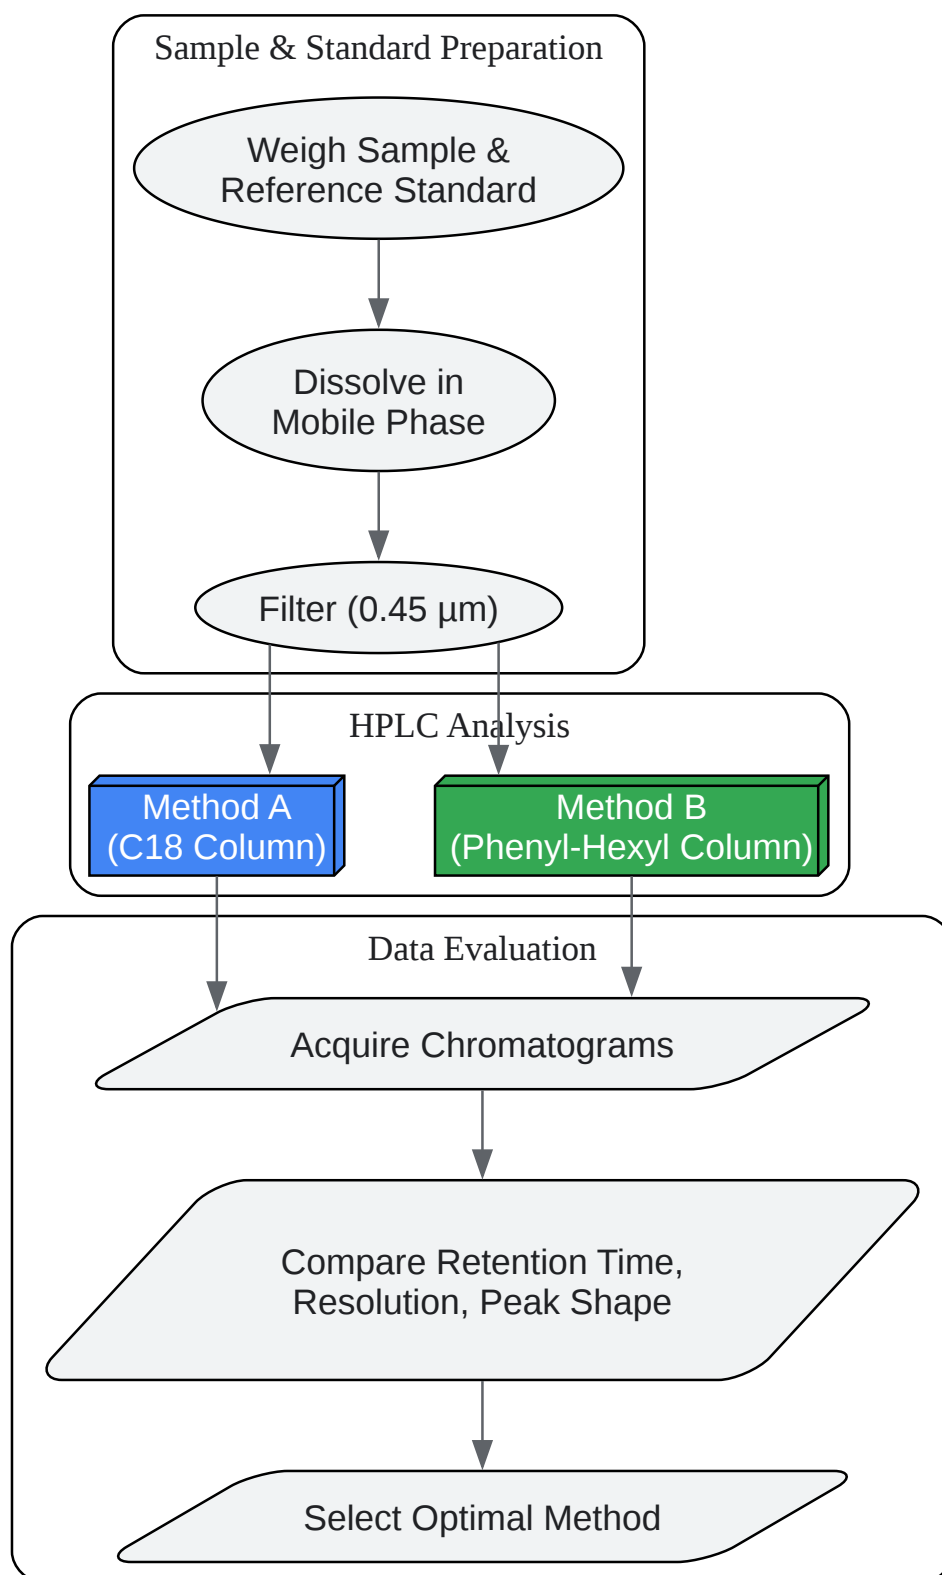 Sample & Standard Preparation
Weigh Sample &
Reference Standard
Dissolve in
Mobile Phase
Filter (0.45 µm)
HPLC Analysis
Method A
(C18 Column)
Method B
(Phenyl-Hexyl Column)
Data Evaluation
Acquire Chromatograms
Compare Retention Time,
Resolution, Peak Shape
Select Optimal Method